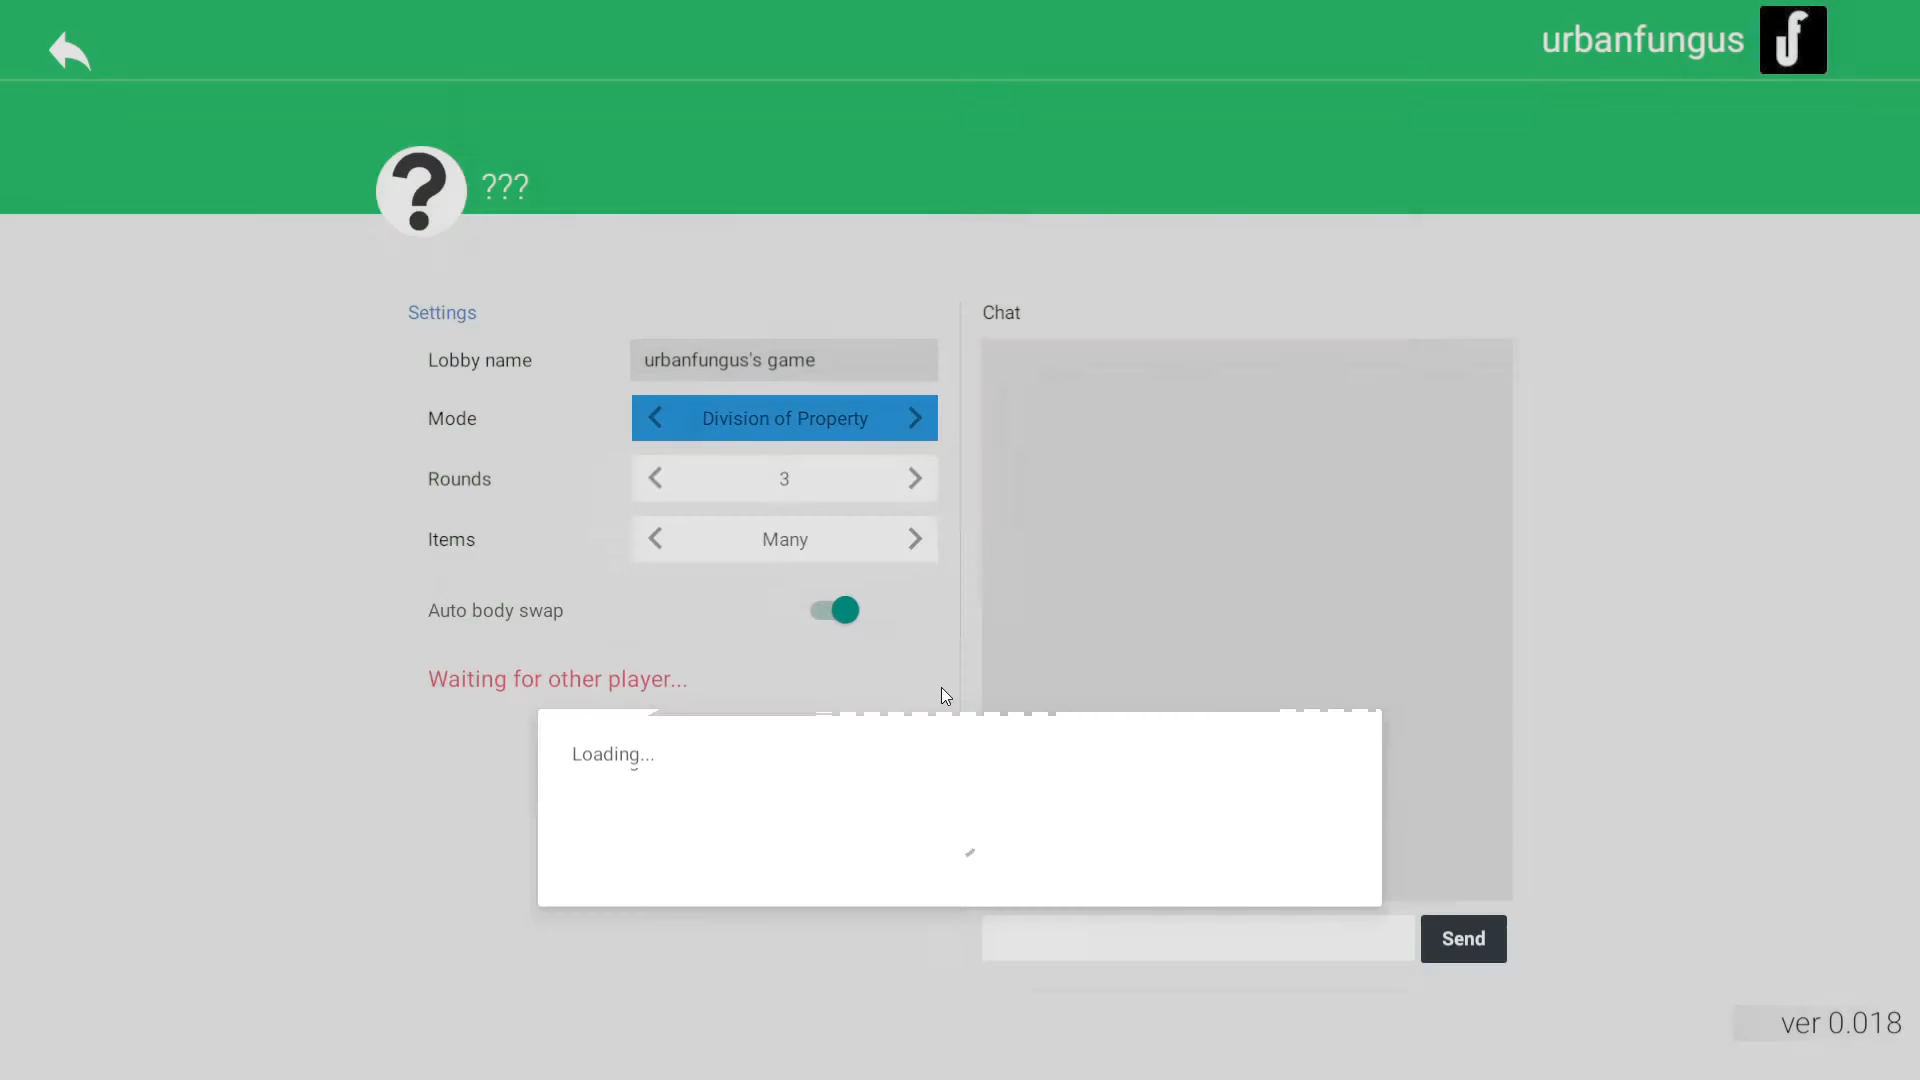 urbanfungus
???
Settings
Lobby name
urbanfungus's game
Mode
Division of Property
Rounds
3
Items
Many
Auto body swap
Waiting for other player...
Chat
Loading...
Send
ver 0.018